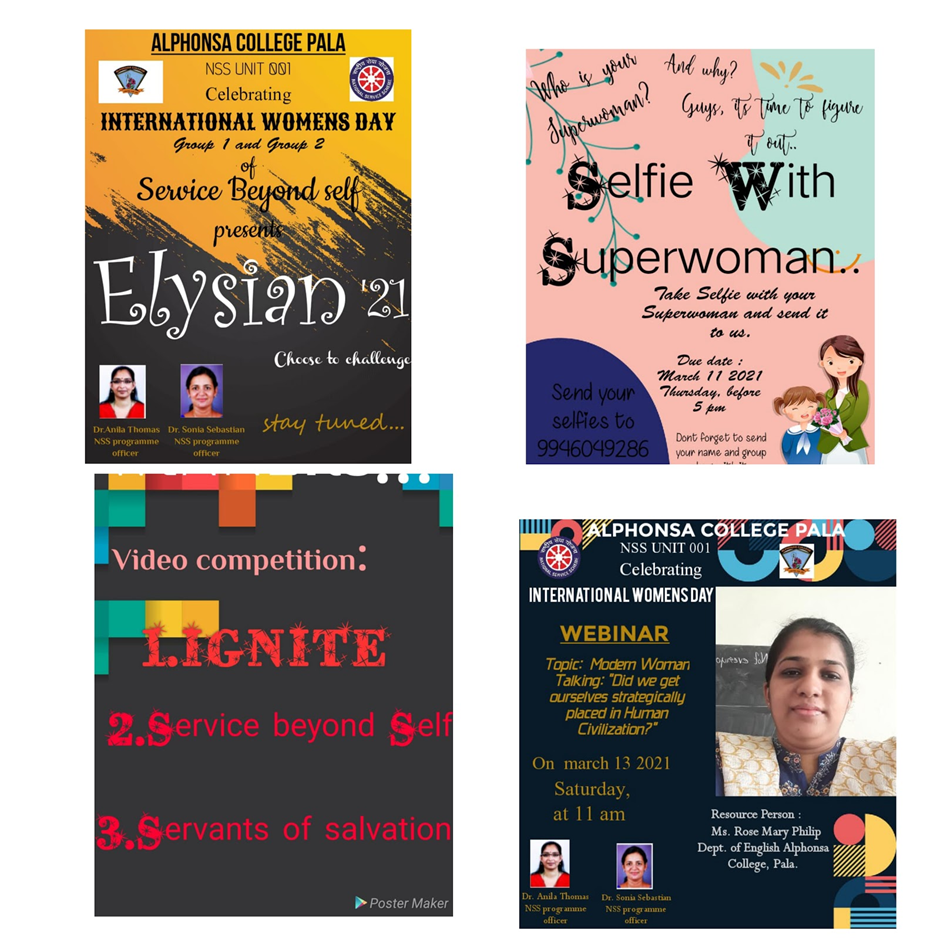 ALPHONSA COLLEGE PALA
NSS UNIT 001
Celebrating
INTERNATIONAL WOMENS DAY
Group 1 and Group 2
of
Service Beyond self
presents
Elysian '21
Choose to challenge
Dr.Anila Thomas
NSS programme
officer
Dr. Sonia Sebastian
NSS programme
officer
stay tuned...
Who is your
Superwoman?
And why?
Guys, it's time to figure
it out..
Selfie With
Superwoman..
Take Selfie with your
Superwoman and send it
to us.
Due date :
March 11 2021
Thursday, before
5 pm
Send your
selfies to
9946049286
Dont forget to send
your name and group
Video competition:
1.IGNITE
2.Service beyond Self
3.Servants of salvation
Poster Maker
ALPHONSA COLLEGE PALA
NSS UNIT 001
Celebrating
INTERNATIONAL WOMENS DAY
WEBINAR
Topic: Modern Woman
Talking: "Did we get
ourselves strategically
placed in Human
Civilization?"
On march 13 2021
Saturday,
at 11 am
Resource Person :
Ms. Rose Mary Philip
Dept. of English Alphonsa
College, Pala.
Dr. Anila Thomas
NSS programme
officer
Dr. Sonia Sebastian
NSS programme
officer